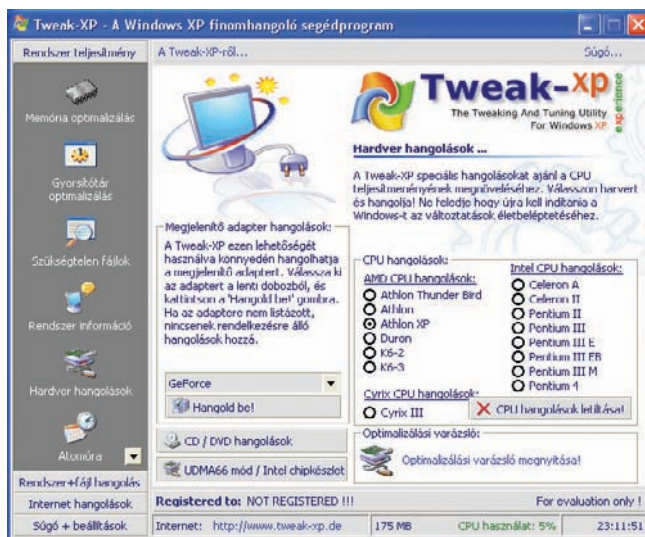 Tweak-XP - A Windows XP finomhangoló segédprogram
Rendszer teljesítmény
A Tweak-XP-ről...
Súgó...
Memória optimalizálás
Gyorsítótár
optimalizálás
Szükségtelen fájlok
Rendszer információ
Hardver hangolások
Atomúra
Rendszer+fájl hangolás
Internet hangolások
Súgó + beállítások
Tweak-xp
experience
The Tweaking And Tuning Utility
For Windows XP
Hardver hangolások ...
A Tweak-XP speciális hangolásokat ajánl a CPU
teljesítményének megnöveléséhez. Válasszon harvert
és hangolja! Ne feledje hogy újra kell indítania a
Windows-t az változtatások életbeléptetéséhez.
Megjelenítő adapter hangolások:
A Tweak-XP ezen lehetőségét
használva könnyedén hangolhatja
a megjelenítő adaptert. Válassza ki
az adaptert a lenti dobozból, és
kattintson a 'Hangold be!' gombra.
Ha az adaptere nem listázott,
nincsenek rendelkezésre álló
hangolások hozzá.
GeForce
Hangold be!
CD / DVD hangolások
UDMA66 mód / Intel chipkészlet
CPU hangolások:
AMD CPU hangolások:
Athlon Thunder Bird
Athlon
Athlon XP
Duron
K6-2
K6-3
Cyrix CPU hangolások:
Cyrix III
Intel CPU hangolások:
Celeron A
Celeron II
Pentium II
Pentium III
Pentium III E
Pentium III EB
Pentium III M
Pentium 4
CPU hangolások letiltása!
Optimalizálási varázsló:
Optimalizálási varázsló megnyitása!
Registered to: NOT REGISTERED !!!
For evaluation only !
Internet: http://www.tweak-xp.de
175 MB
CPU használat: 5%
23:11:51